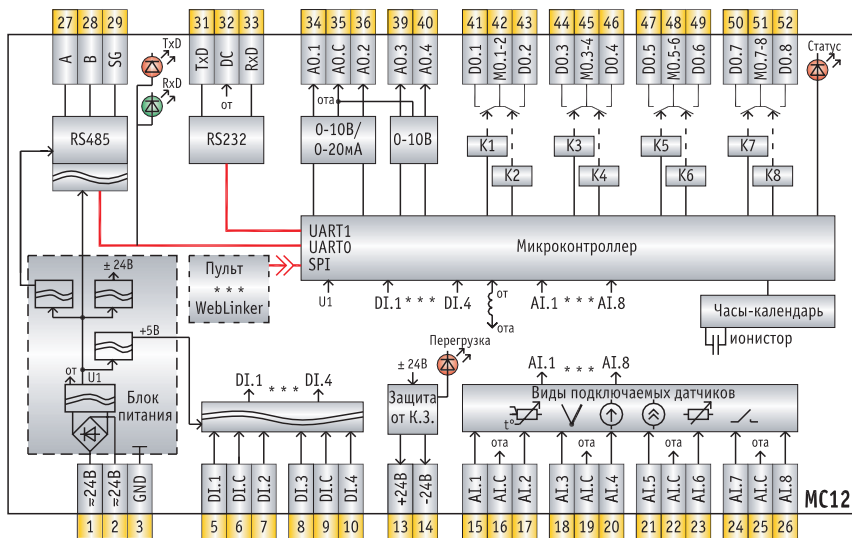 27 28 29 31 32 33 34 35 36 39 40 41 42 43 44 45 46 47 48 49 50 51 52
A B SG TxD DC RxD AO.1 AO.C AO.2 AO.3 AO.4 DO.1 MO.1-2 DO.2 DO.3 MO.3-4 DO.4 DO.5 MO.5-6 DO.6 DO.7 MO.7-8 DO.8
TxD
RxD
Статус
от
ота
RS485
RS232
0-10В/
0-20мА
0-10В
K1 K3 K5 K7
K2 K4 K6 K8
UART1
UART0
SPI
Микроконтроллер
Пульт
* * *
WebLinker
U1
DI.1 * * * DI.4
от
ота
AI.1 * * * AI.8
Часы-календарь
ионистор
± 24В
+5В
от
U1
Блок
питания
DI.1 * * * DI.4
Перегрузка
± 24В
Защита
от К.З.
AI.1 * * * AI.8
Виды подключаемых датчиков
t°
ота ота ота ота
≂24В ≂24В GND DI.1 DI.C DI.2 DI.3 DI.C DI.4 +24В -24В AI.1 AI.C AI.2 AI.3 AI.C AI.4 AI.5 AI.C AI.6 AI.7 AI.C AI.8
MC12
1 2 3 5 6 7 8 9 10 13 14 15 16 17 18 19 20 21 22 23 24 25 26